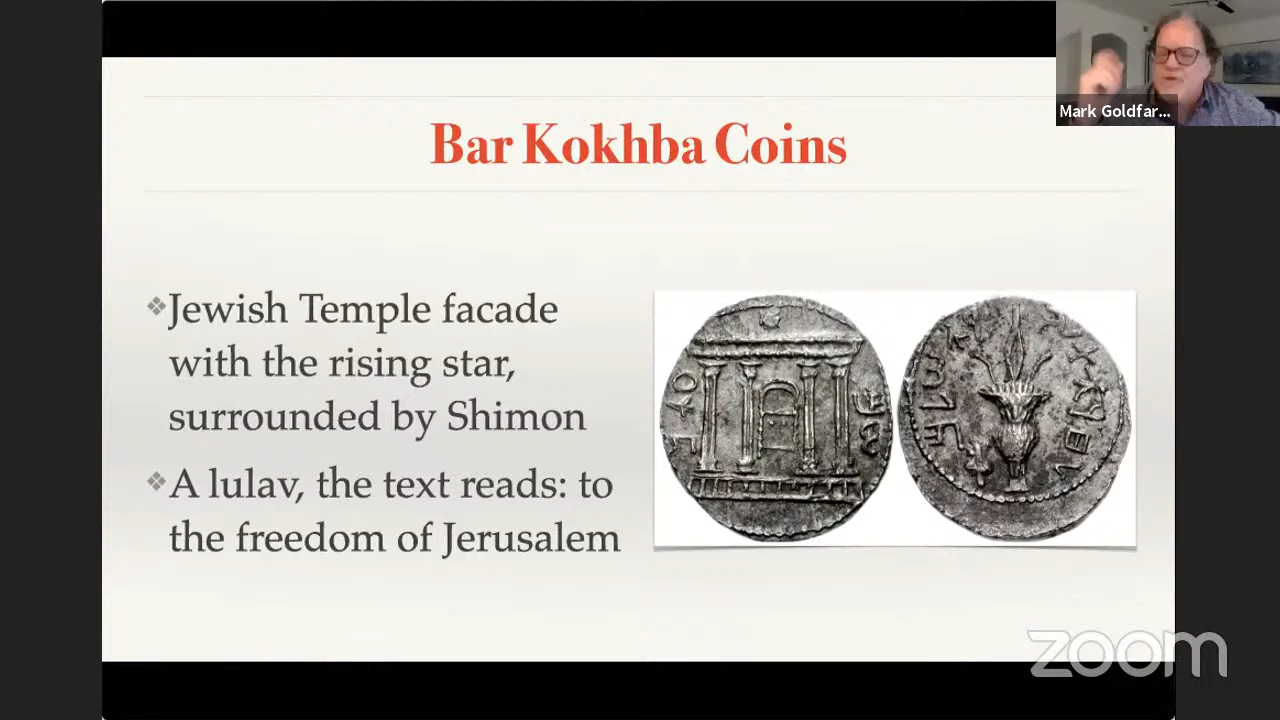 Mark Goldfar...
Bar Kokhba Coins
❖Jewish Temple facade
with the rising star,
surrounded by Shimon
❖A lulav, the text reads: to
the freedom of Jerusalem
zoom